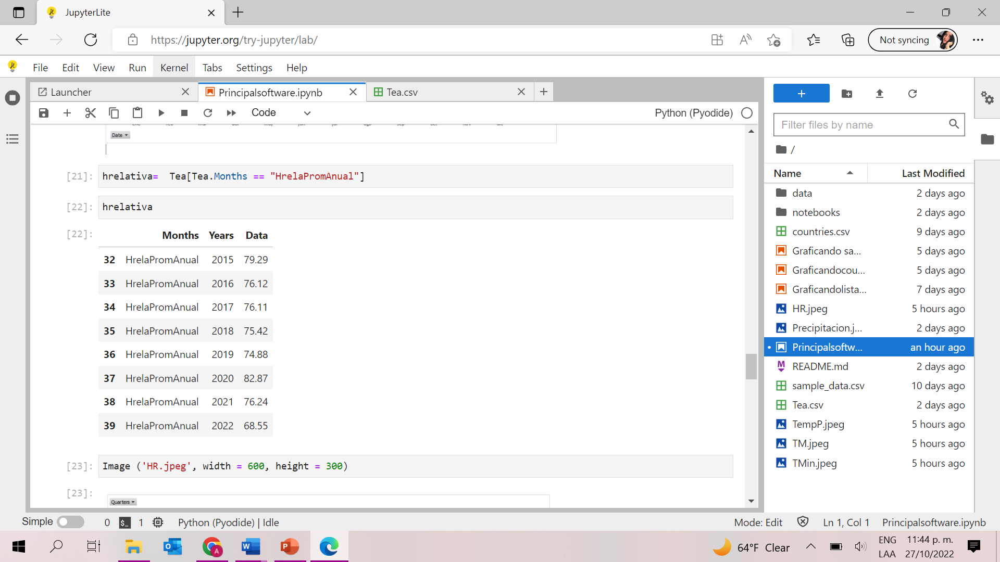 JupyterLite
https://jupyter.org/try-jupyter/lab/
Not syncing
File Edit View Run Kernel Tabs Settings Help
Launcher
Principalsoftware.ipynb
Tea.csv
Code
Python (Pyodide)
Date
[21]: hrelativa= Tea[Tea.Months == "HrelaPromAnual"]
[22]: hrelativa
[22]: Months Years Data
32 HrelaPromAnual 2015 79.29
33 HrelaPromAnual 2016 76.12
34 HrelaPromAnual 2017 76.11
35 HrelaPromAnual 2018 75.42
36 HrelaPromAnual 2019 74.88
37 HrelaPromAnual 2020 82.87
38 HrelaPromAnual 2021 76.24
39 HrelaPromAnual 2022 68.55
[23]: Image ('HR.jpeg', width = 600, height = 300)
[23]:
Quarters
Filter files by name
/
Name Last Modified
data 2 days ago
notebooks 2 days ago
countries.csv 9 days ago
Graficando sa... 5 days ago
Graficandocou... 5 days ago
Graficandolista... 7 days ago
HR.jpeg 5 hours ago
Precipitacion.j... 2 days ago
Principalsoftw... an hour ago
README.md 2 days ago
sample_data.csv 10 days ago
Tea.csv 2 days ago
TempP.jpeg 5 hours ago
TM.jpeg 5 hours ago
TMin.jpeg 5 hours ago
Simple 0 $_ 1 Python (Pyodide) | Idle
Mode: Edit Ln 1, Col 1 Principalsoftware.ipynb
64°F Clear
ENG
LAA
11:44 p. m.
27/10/2022